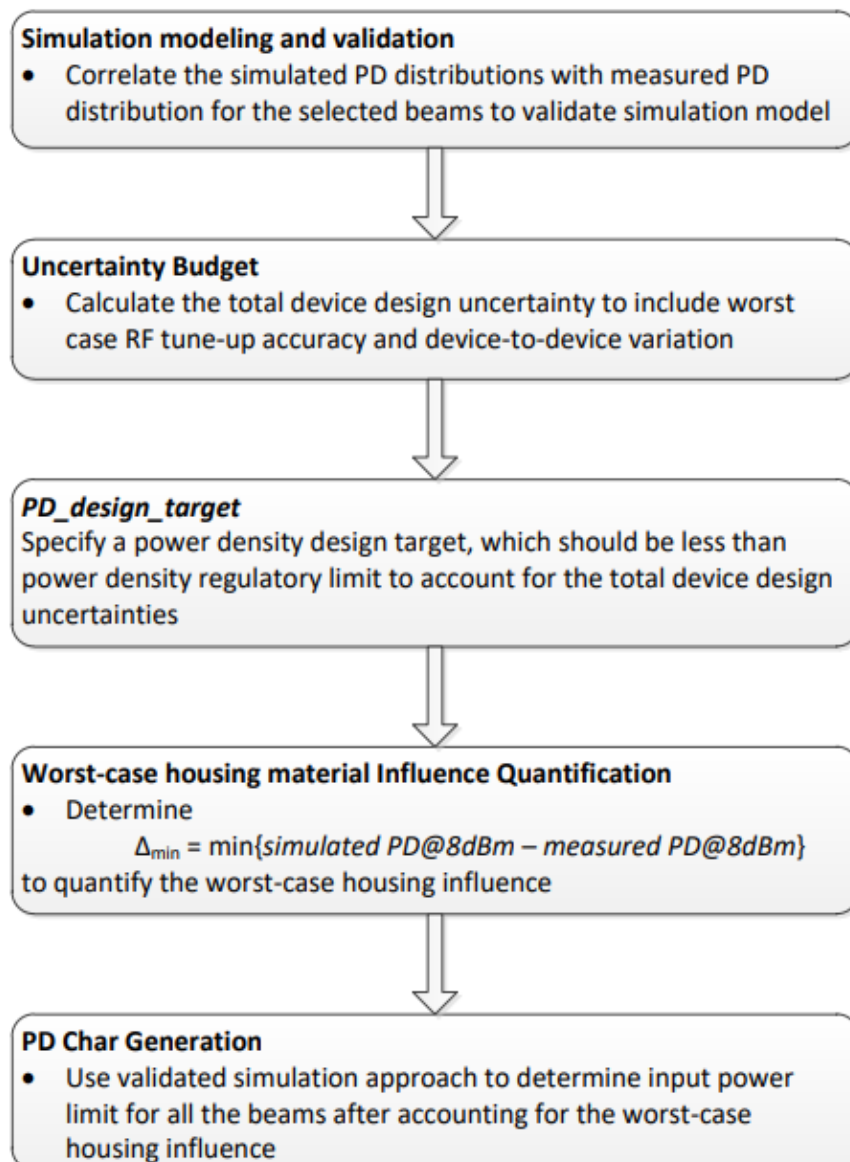 Simulation modeling and validation
• Correlate the simulated PD distributions with measured PD
distribution for the selected beams to validate simulation model
Uncertainty Budget
• Calculate the total device design uncertainty to include worst
case RF tune-up accuracy and device-to-device variation
PD_design_target
Specify a power density design target, which should be less than
power density regulatory limit to account for the total device design
uncertainties
Worst-case housing material Influence Quantification
• Determine
Δmin = min{simulated PD@8dBm – measured PD@8dBm}
to quantify the worst-case housing influence
PD Char Generation
• Use validated simulation approach to determine input power
limit for all the beams after accounting for the worst-case
housing influence